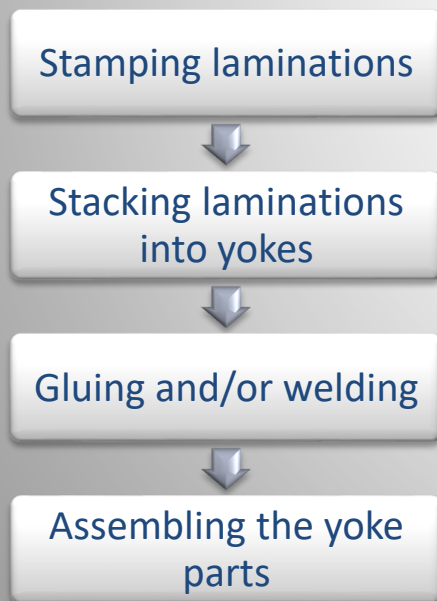 Stamping laminations
Stacking laminations
into yokes
Gluing and/or welding
Assembling the yoke
parts